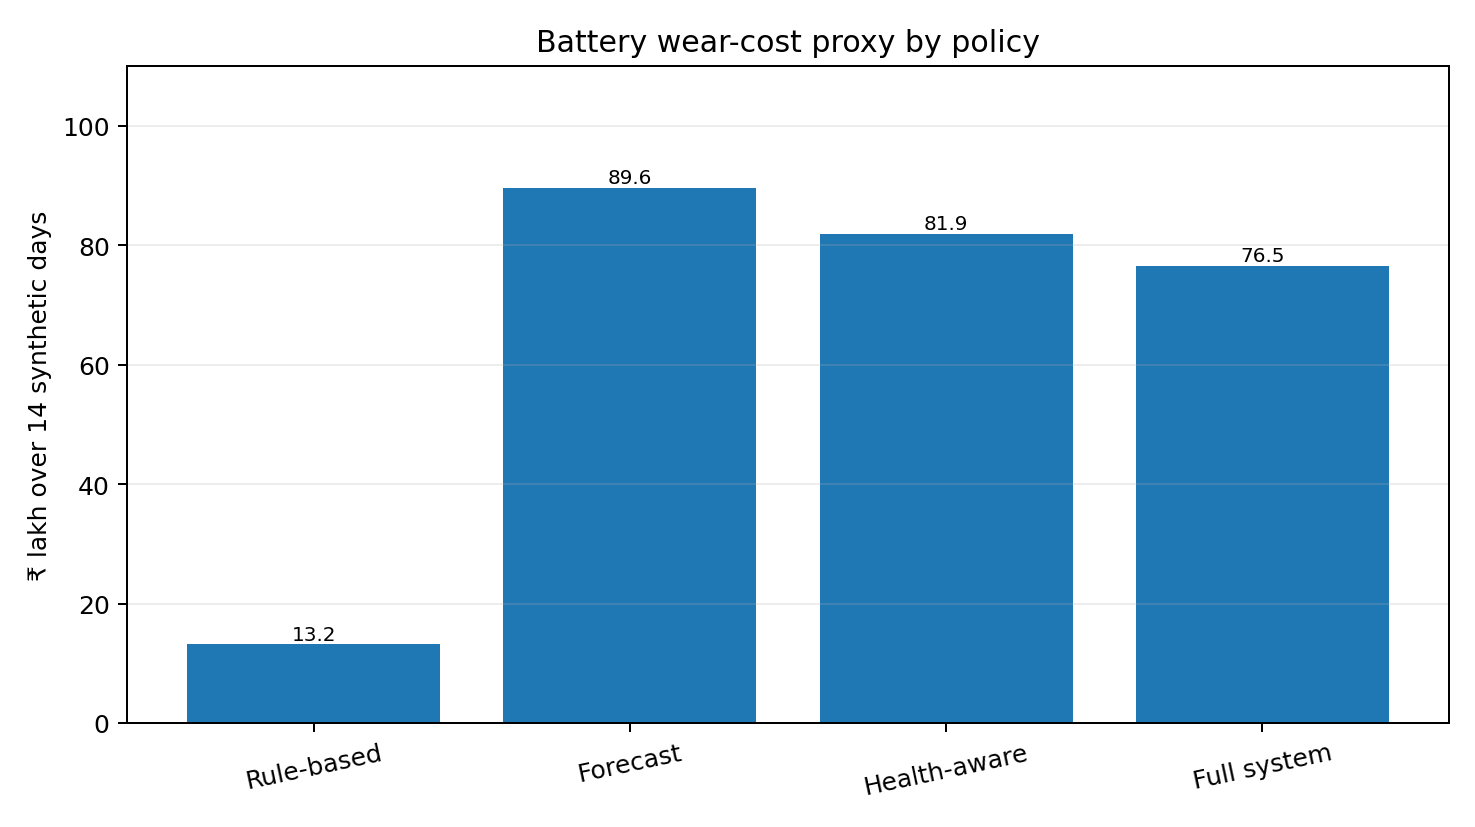 Battery wear-cost proxy by policy
₹ lakh over 14 synthetic days
100
80
60
40
20
0
13.2
89.6
81.9
76.5
Rule-based
Forecast
Health-aware
Full system